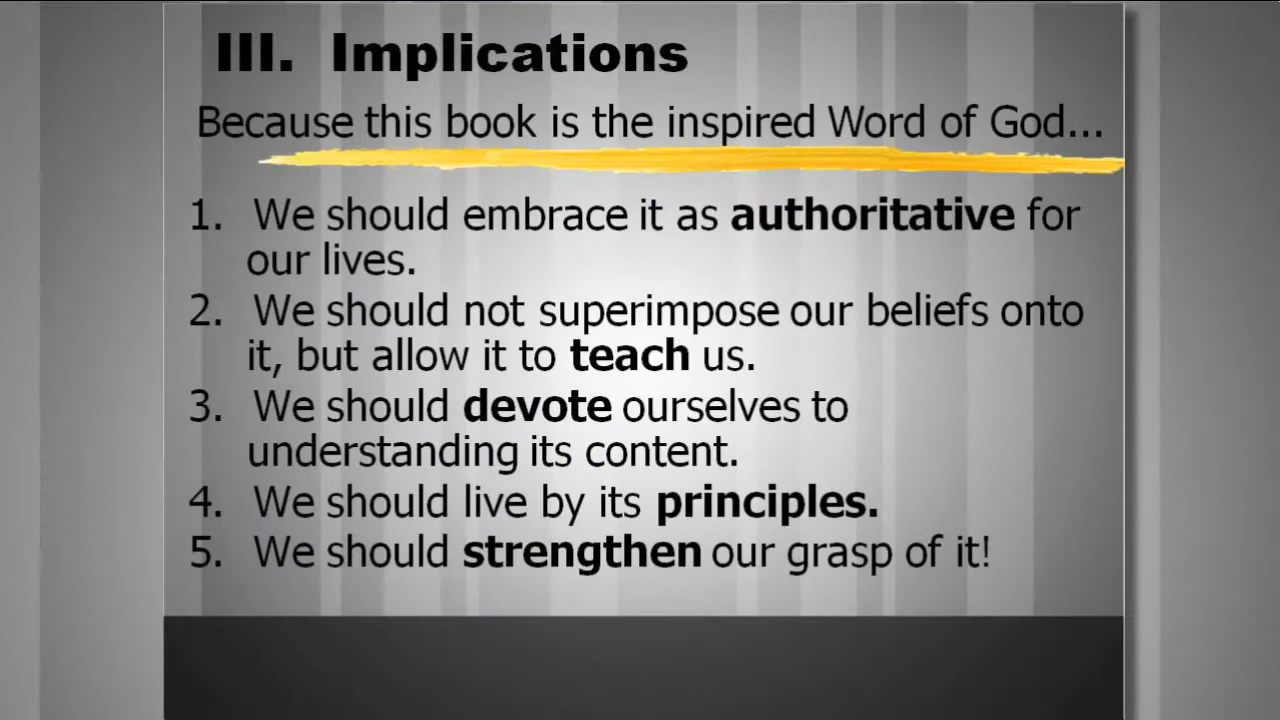 III. Implications
Because this book is the inspired Word of God...
1. We should embrace it as authoritative for
our lives.
2. We should not superimpose our beliefs onto
it, but allow it to teach us.
3. We should devote ourselves to
understanding its content.
4. We should live by its principles.
5. We should strengthen our grasp of it!